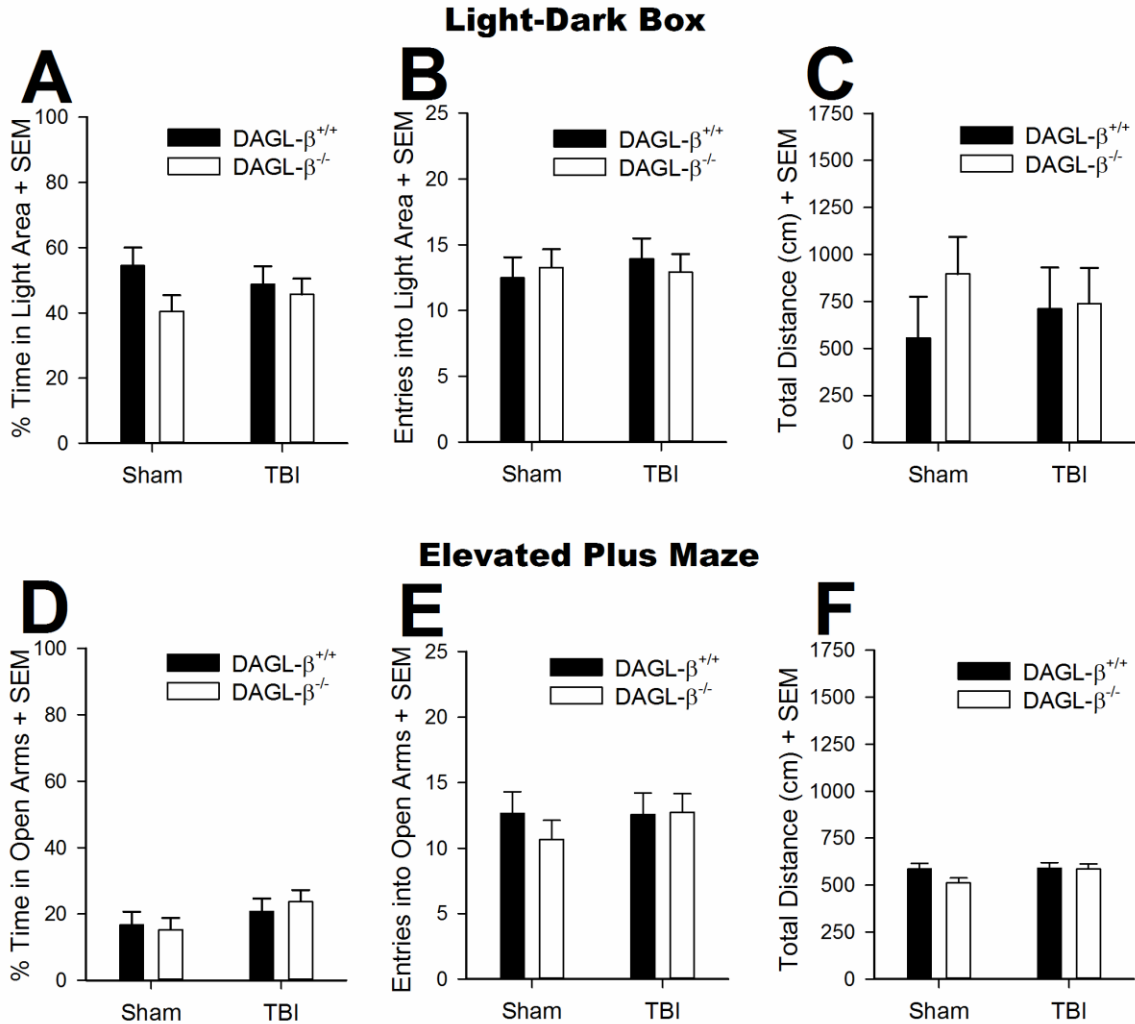 Light-Dark Box
A
B
C
% Time in Light Area + SEM
100
80
60
40
20
0
DAGL-β+/+
DAGL-β-/-
Sham
TBI
Entries into Light Area + SEM
25
20
15
10
5
0
DAGL-β+/+
DAGL-β-/-
Sham
TBI
Total Distance (cm) + SEM
1750
1500
1250
1000
750
500
250
0
DAGL-β+/+
DAGL-β-/-
Sham
TBI
Elevated Plus Maze
D
E
F
% Time in Open Arms + SEM
100
80
60
40
20
0
DAGL-β+/+
DAGL-β-/-
Sham
TBI
Entries into Open Arms + SEM
25
20
15
10
5
0
DAGL-β+/+
DAGL-β-/-
Sham
TBI
Total Distance (cm) + SEM
1750
1500
1250
1000
750
500
250
0
DAGL-β+/+
DAGL-β-/-
Sham
TBI